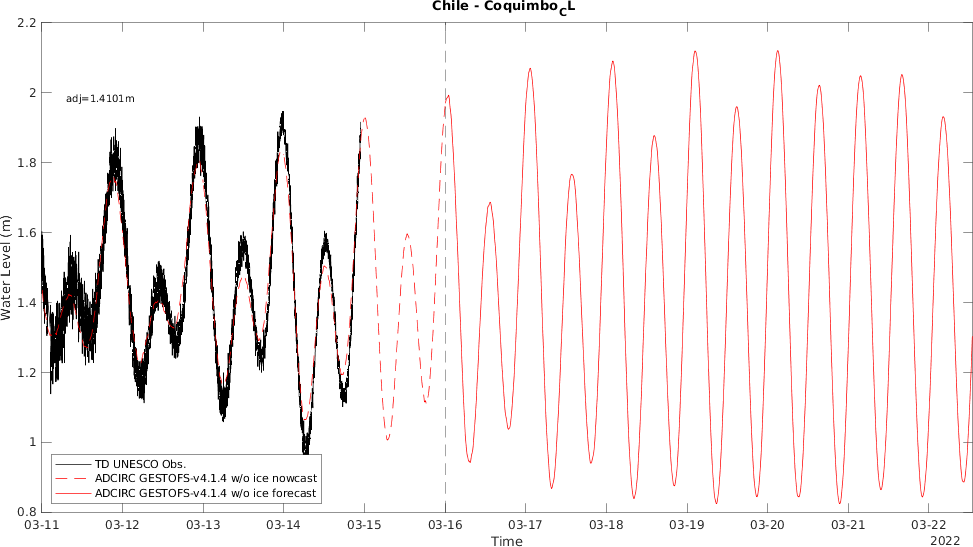 Chile - Coquimbo_CL
2.2
2
1.8
1.6
1.4
1.2
1
0.8
Water Level (m)
adj=1.4101m
TD UNESCO Obs.
ADCIRC GESTOFS-v4.1.4 w/o ice nowcast
ADCIRC GESTOFS-v4.1.4 w/o ice forecast
03-11 03-12 03-13 03-14 03-15 03-16 03-17 03-18 03-19 03-20 03-21 03-22
Time
2022